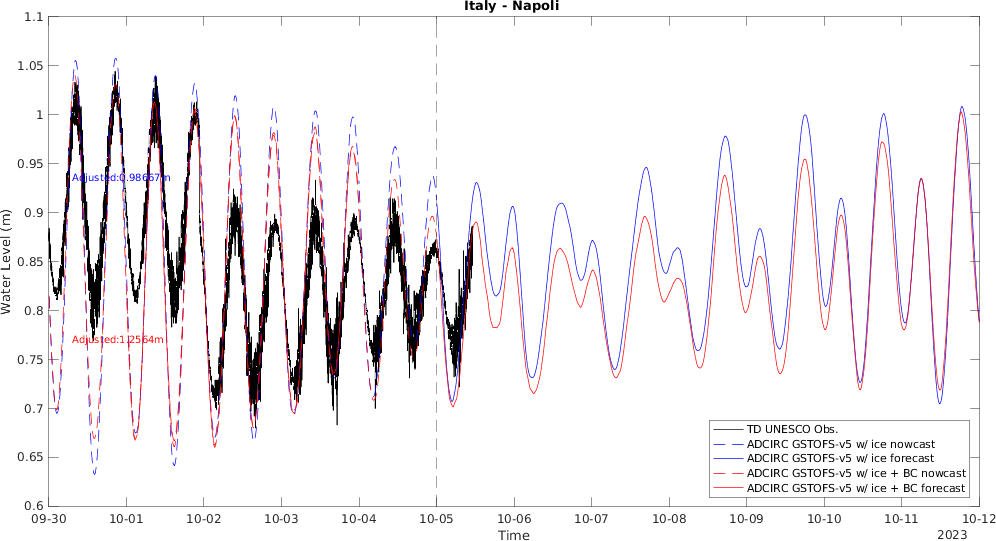 Italy - Napoli
Water Level (m)
1.1
1.05
1
0.95
0.9
0.85
0.8
0.75
0.7
0.65
0.6
Adjusted:0.98667m
Adjusted:1.2564m
TD UNESCO Obs.
ADCIRC GSTOFS-v5 w/ ice nowcast
ADCIRC GSTOFS-v5 w/ ice forecast
ADCIRC GSTOFS-v5 w/ ice + BC nowcast
ADCIRC GSTOFS-v5 w/ ice + BC forecast
09-30 10-01 10-02 10-03 10-04 10-05 10-06 10-07 10-08 10-09 10-10 10-11 10-12
Time
2023